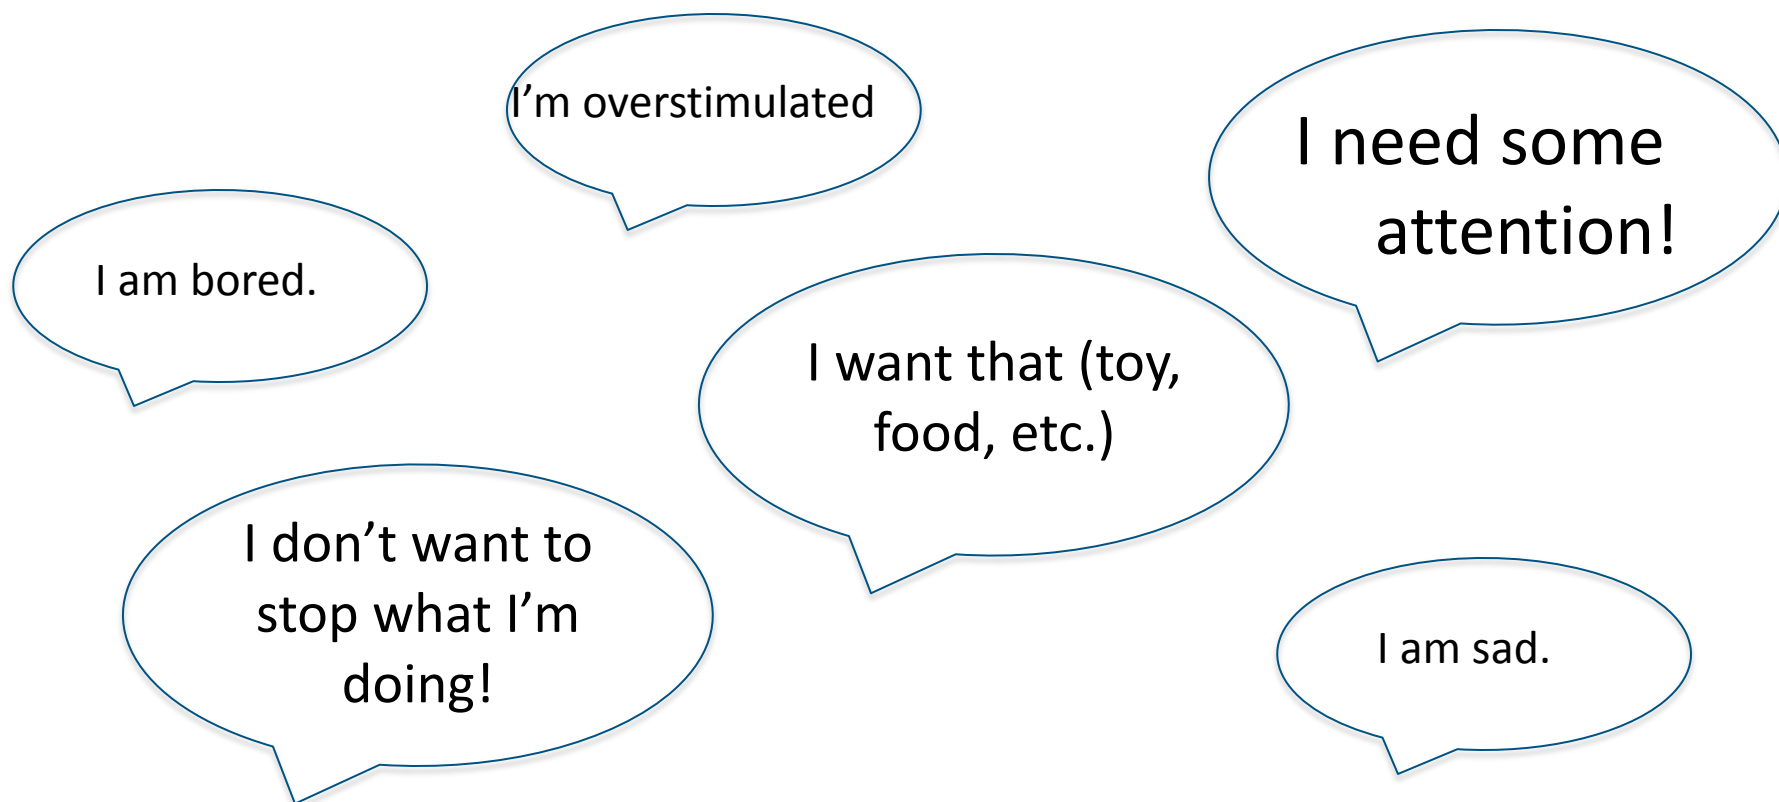 I'm overstimulated
I need some
attention!
I am bored.
I want that (toy,
food, etc.)
I don’t want to
stop what I’m
doing!
I am sad.